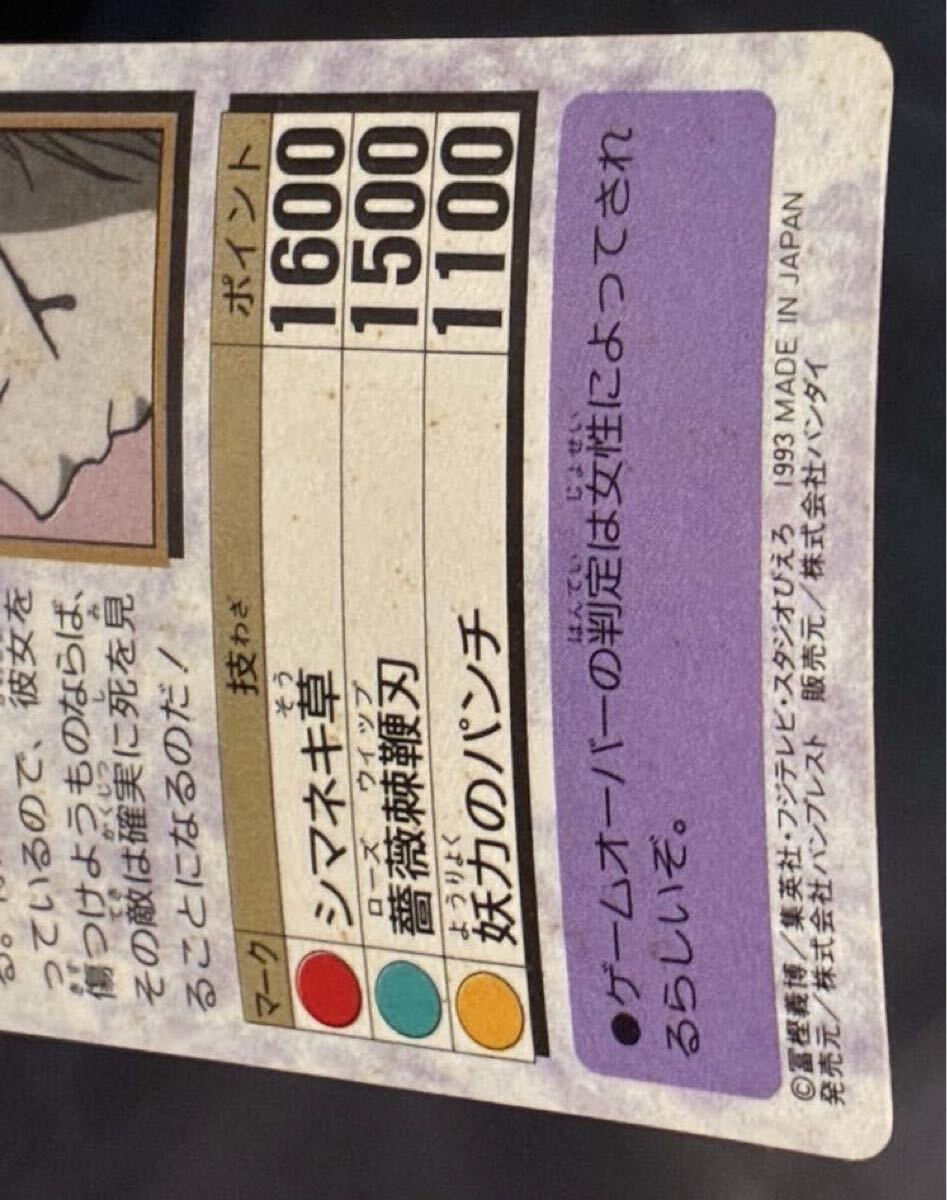 る。
っているので、彼女を
傷つけようものならば、
その敵は確実に死を見
ることになるのだ！
マーク 技わざ ポイント
シマネキ草 1600
薔薇棘鞭刃 1500
妖力のパンチ 1100
●ゲームオーバーの判定は女性によってされ
るらしいぞ。
©冨樫義博／集英社・フジテレビ・スタジオぴえろ 1993 MADE IN JAPAN
発売元／株式会社バンプレスト 販売元／株式会社バンダイ